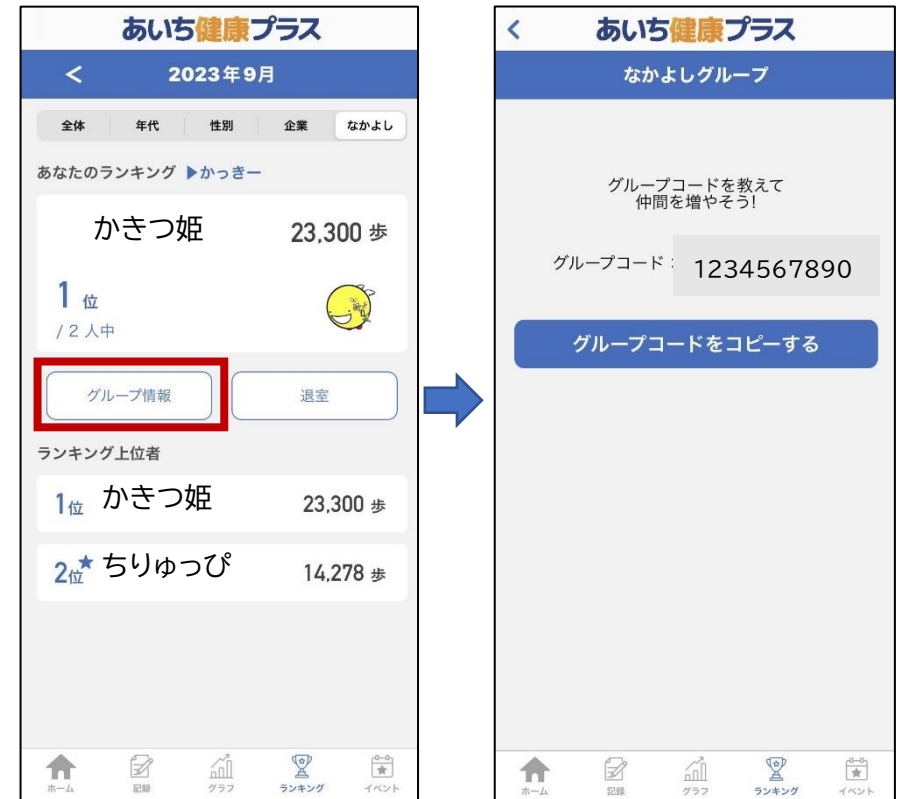 あいち健康プラス
< 2023年9月
全体 年代 性別 企業 なかよし
あなたのランキング ▶かっきー
かきつ姫 23,300 歩
1 位
/ 2 人中
グループ情報 退室
ランキング上位者
1位 かきつ姫 23,300 歩
2位★ ちりゅっぴ 14,278 歩
ホーム 記録 グラフ ランキング イベント
< あいち健康プラス
なかよしグループ
グループコードを教えて
仲間を増やそう!
グループコード : 1234567890
グループコードをコピーする
ホーム 記録 グラフ ランキング イベント